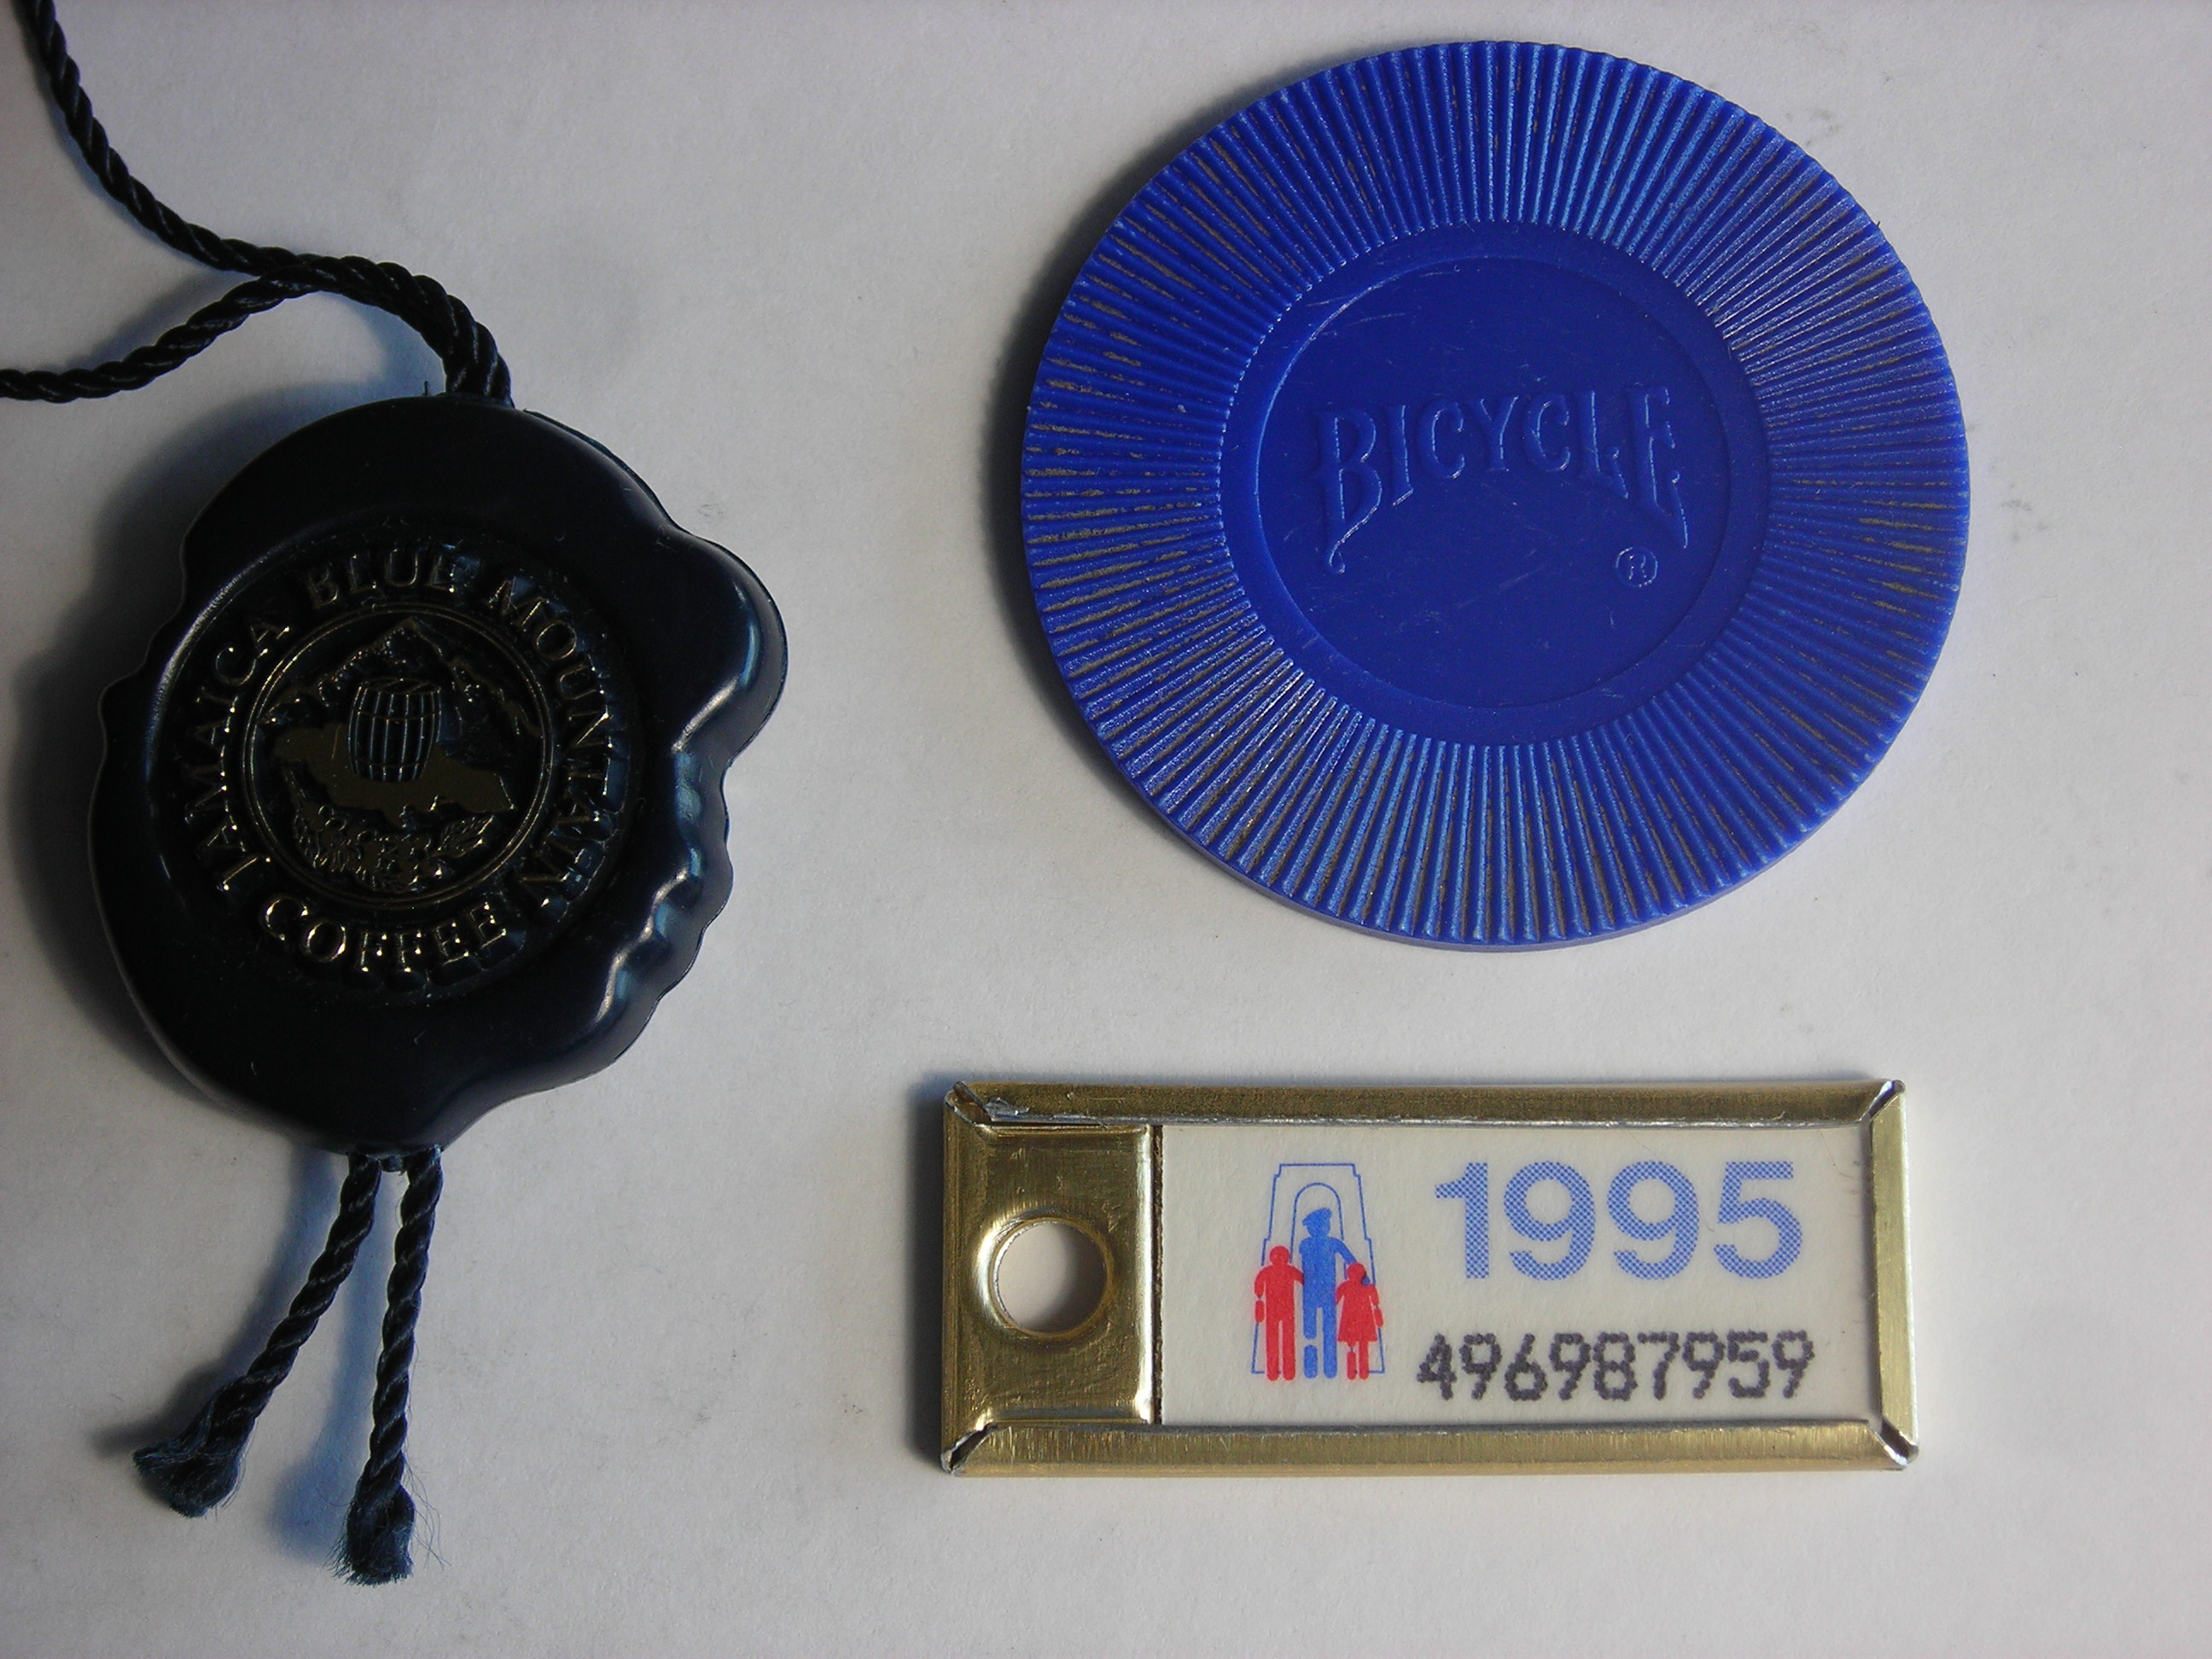 JAMAICA BLUE MOUNTAIN
COFFEE
BICYCLE
®
1995
496987959